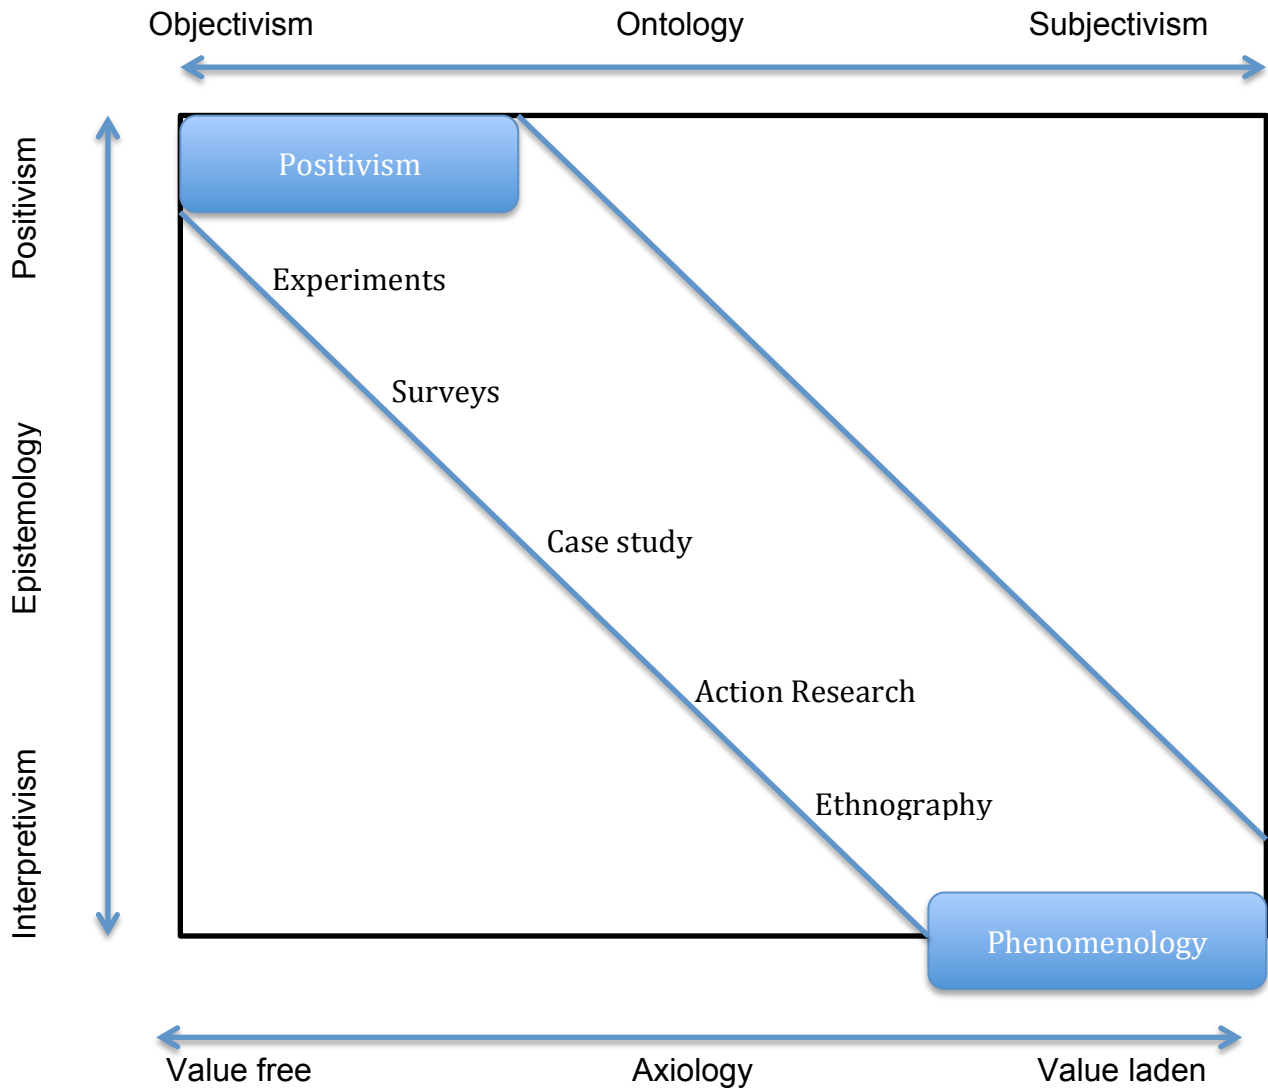 Objectivism
Ontology
Subjectivism
Positivism
Epistemology
Interpretivism
Positivism
Experiments
Surveys
Case study
Action Research
Ethnography
Phenomenology
Value free
Axiology
Value laden